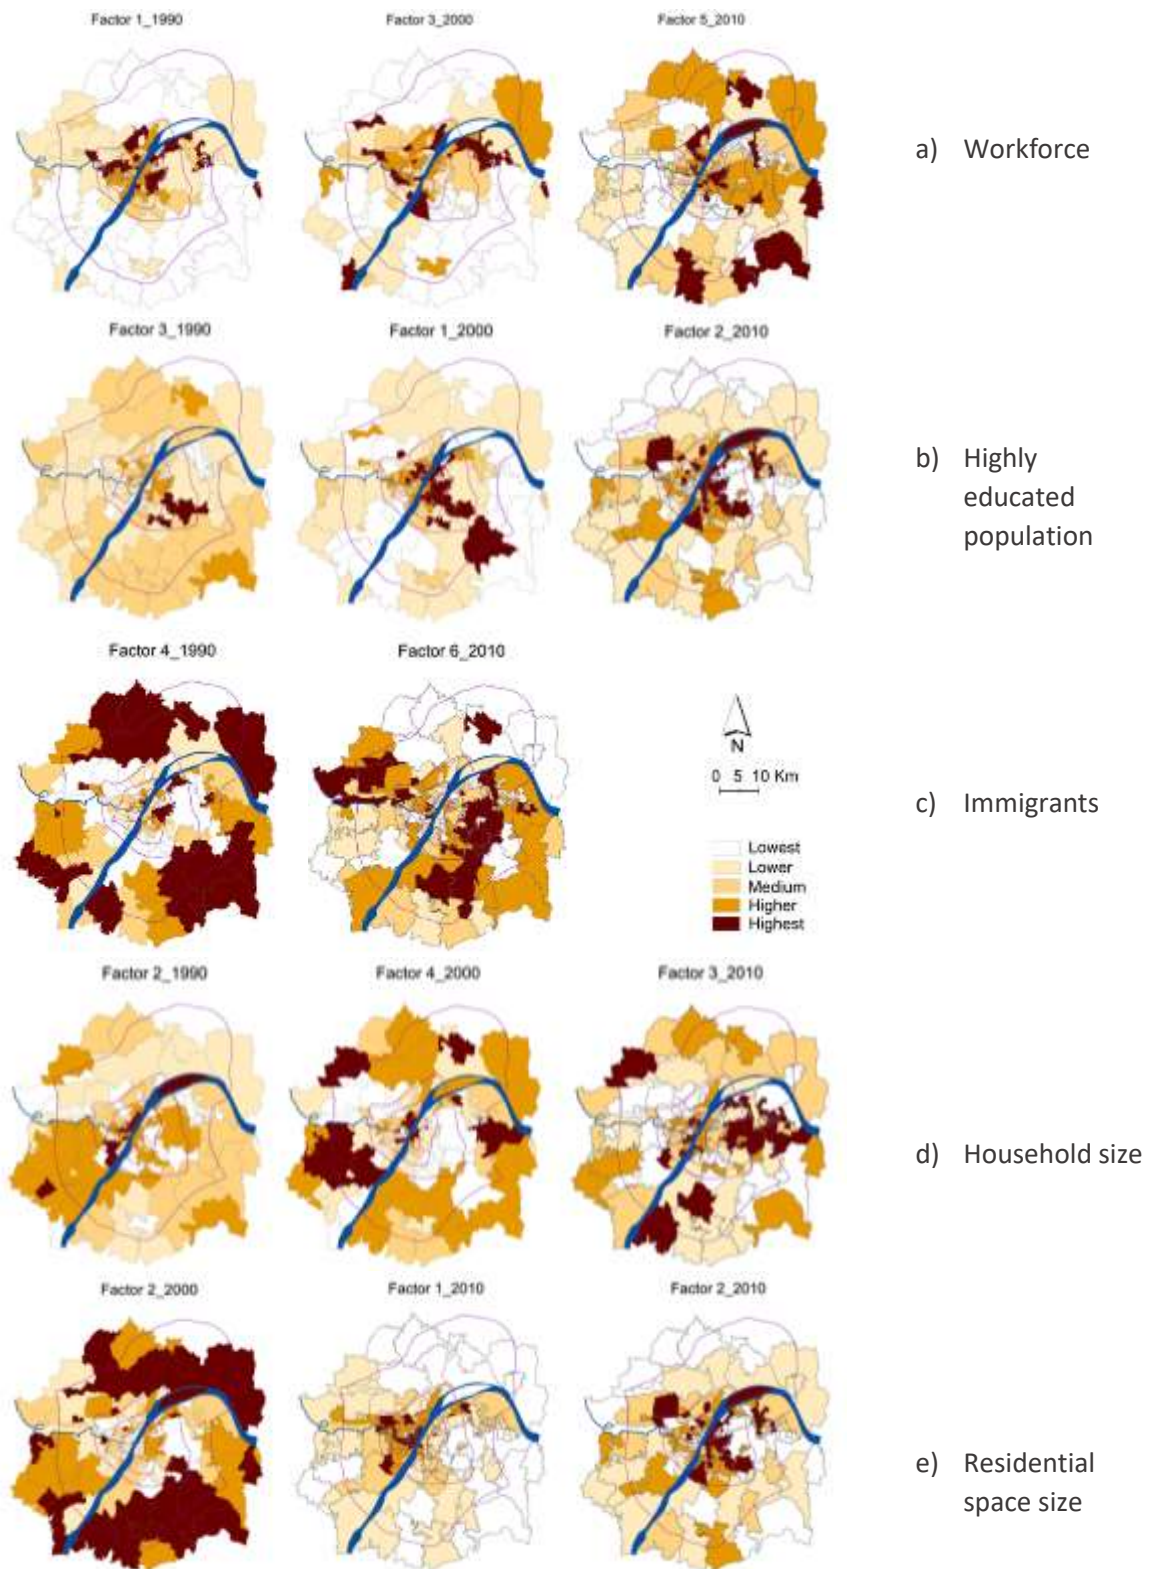 Factor 1_1990
Factor 3_2000
Factor 5_2010
a) Workforce
Factor 3_1990
Factor 1_2000
Factor 2_2010
b) Highly
educated
population
Factor 4_1990
Factor 6_2010
N
0 5 10 Km
c) Immigrants
Lowest
Lower
Medium
Higher
Highest
Factor 2_1990
Factor 4_2000
Factor 3_2010
d) Household size
Factor 2_2000
Factor 1_2010
Factor 2_2010
e) Residential
space size